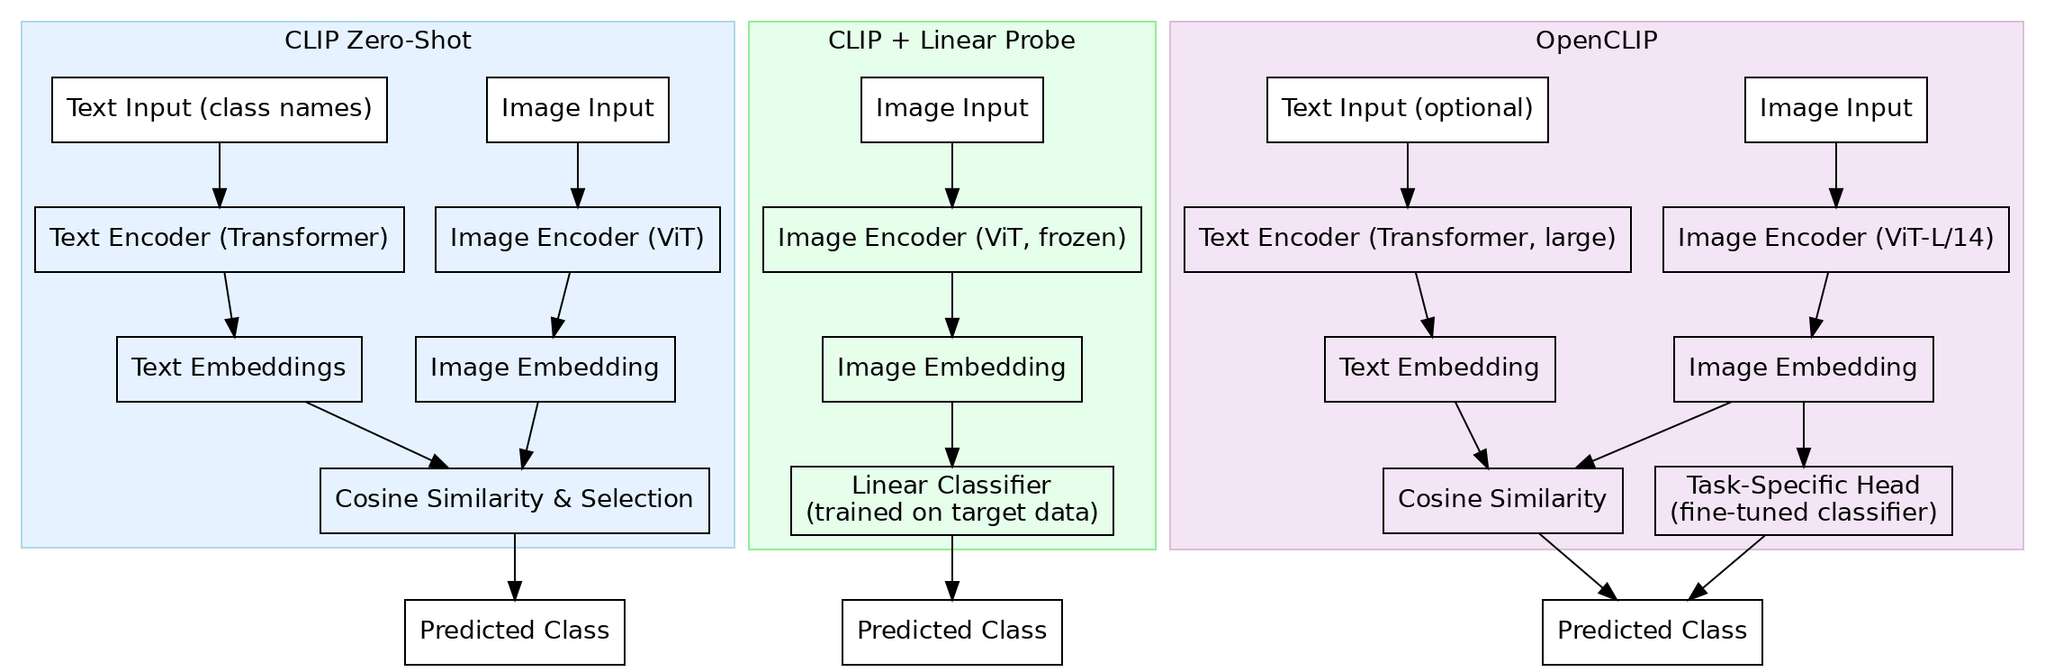 CLIP Zero-Shot
Text Input (class names)
Image Input
Text Encoder (Transformer)
Image Encoder (ViT)
Text Embeddings
Image Embedding
Cosine Similarity & Selection
Predicted Class
CLIP + Linear Probe
Image Input
Image Encoder (ViT, frozen)
Image Embedding
Linear Classifier
(trained on target data)
Predicted Class
OpenCLIP
Text Input (optional)
Image Input
Text Encoder (Transformer, large)
Image Encoder (ViT-L/14)
Text Embedding
Image Embedding
Cosine Similarity
Task-Specific Head
(fine-tuned classifier)
Predicted Class